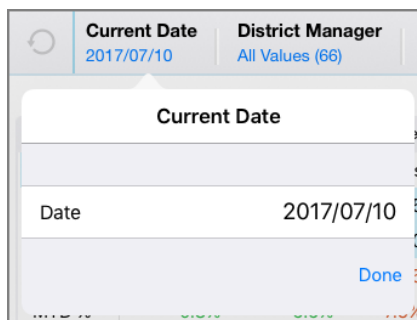 Current Date District Manager
2017/07/10 All Values (66)
Current Date
Date 2017/07/10
Done